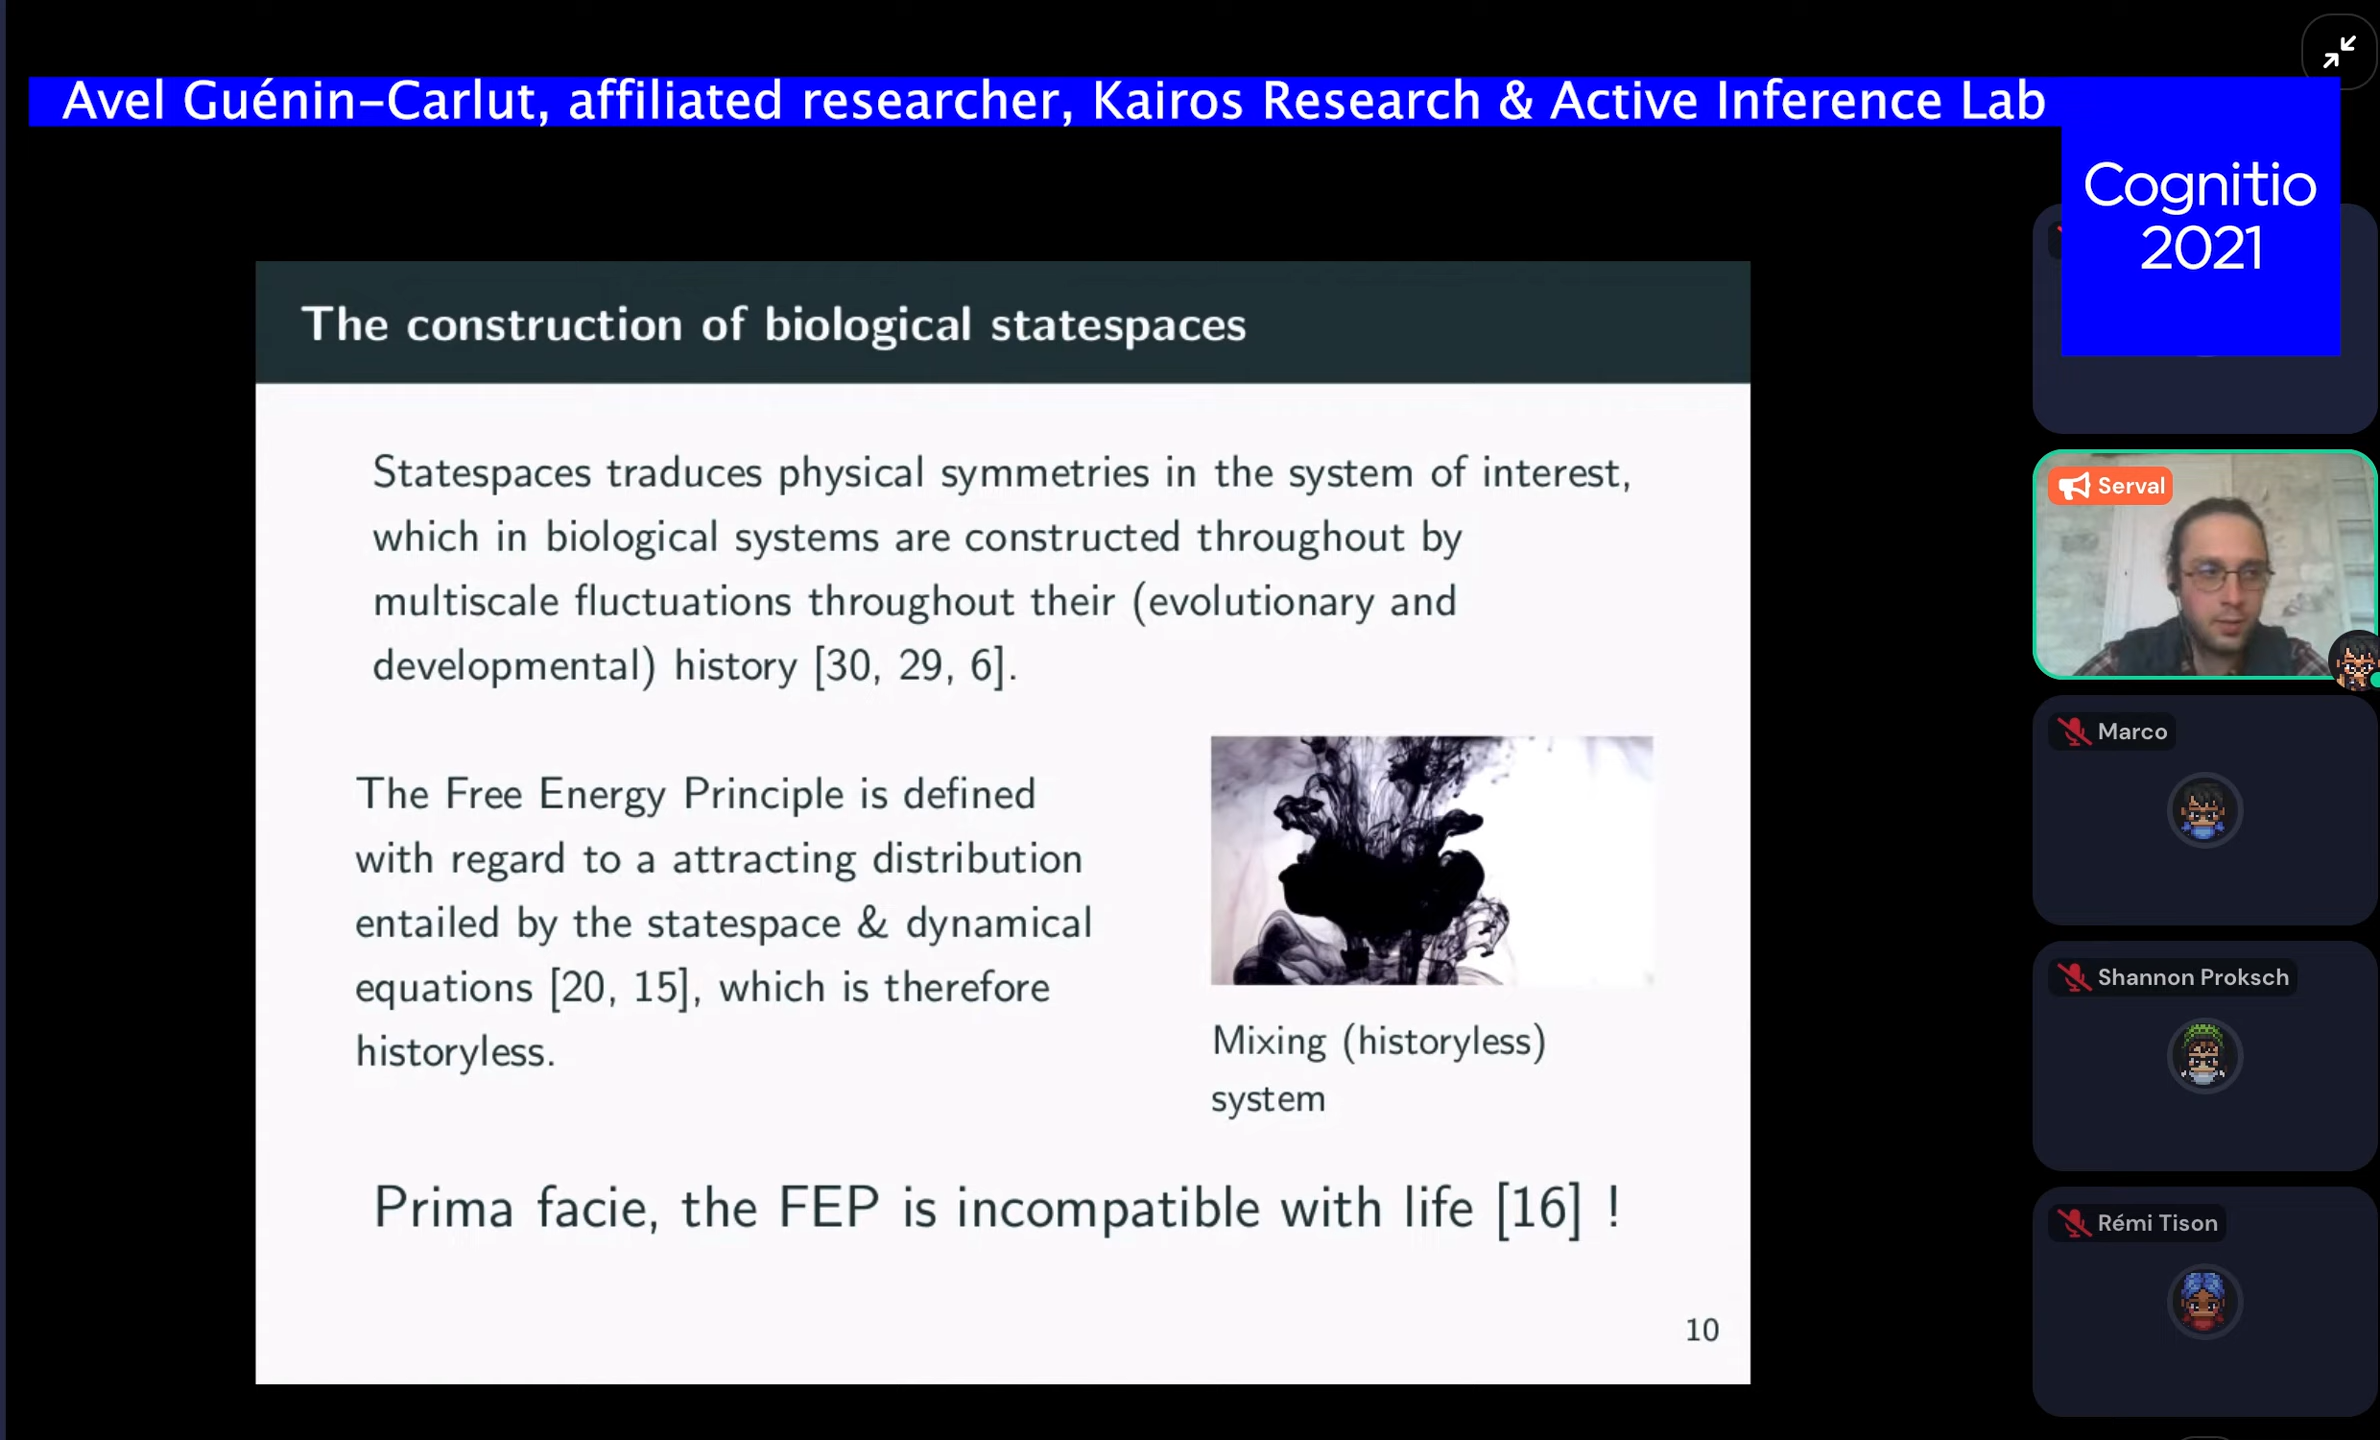 Avel Guénin-Carlut, affiliated researcher, Kairos Research & Active Inference Lab
Cognitio
2021
The construction of biological statespaces
Statespaces traduces physical symmetries in the system of interest,
which in biological systems are constructed throughout by
multiscale fluctuations throughout their (evolutionary and
developmental) history [30, 29, 6].
The Free Energy Principle is defined
with regard to a attracting distribution
entailed by the statespace & dynamical
equations [20, 15], which is therefore
historyless.
Mixing (historyless)
system
Prima facie, the FEP is incompatible with life [16] !
10
Serval
Marco
Shannon Proksch
Rémi Tison